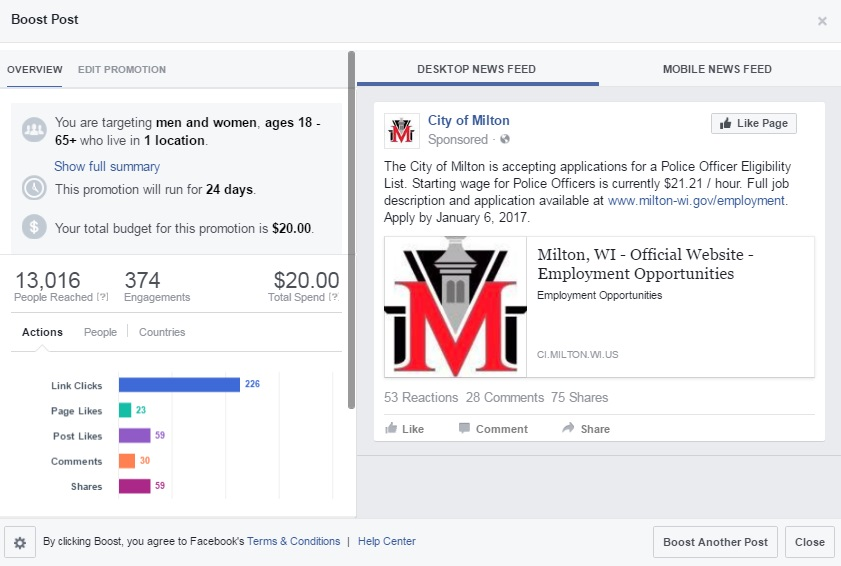 Boost Post
×
OVERVIEW EDIT PROMOTION
You are targeting men and women, ages 18 -
65+ who live in 1 location.
Show full summary
This promotion will run for 24 days.
$
Your total budget for this promotion is $20.00.
13,016 374 $20.00
People Reached [?] Engagements Total Spend [?]
Actions People Countries
Link Clicks 226
Page Likes 23
Post Likes 59
Comments 30
Shares 59
DESKTOP NEWS FEED MOBILE NEWS FEED
M
City of Milton
Sponsored ·
Like Page
The City of Milton is accepting applications for a Police Officer Eligibility
List. Starting wage for Police Officers is currently $21.21 / hour. Full job
description and application available at www.milton-wi.gov/employment.
Apply by January 6, 2017.
M
Milton, WI - Official Website -
Employment Opportunities
Employment Opportunities
CI.MILTON.WI.US
53 Reactions 28 Comments 75 Shares
Like Comment Share
By clicking Boost, you agree to Facebook's Terms & Conditions | Help Center
Boost Another Post Close